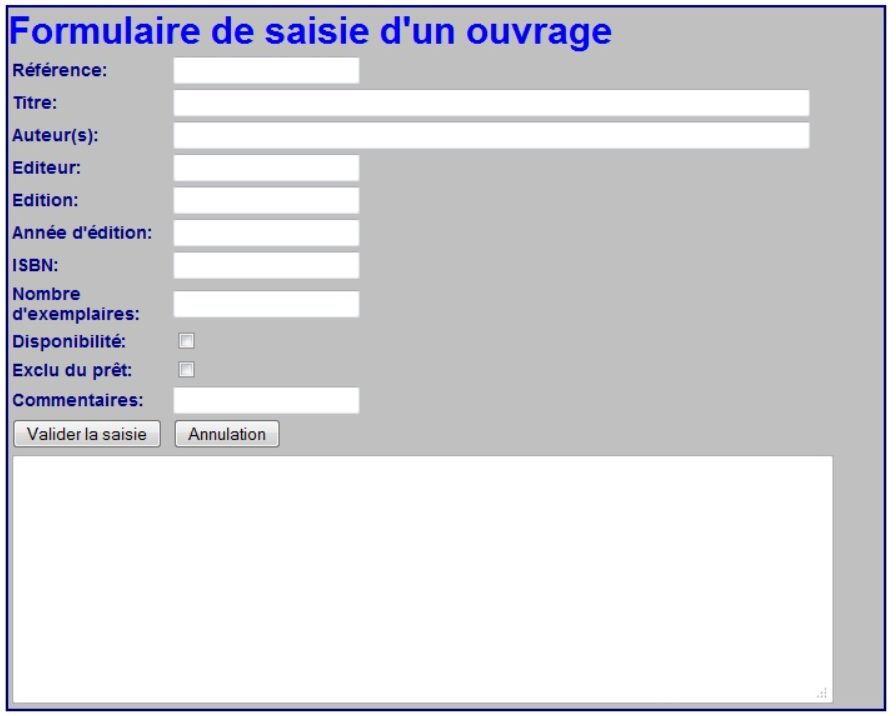 Formulaire de saisie d'un ouvrage
Référence:
Titre:
Auteur(s):
Editeur:
Edition:
Année d'édition:
ISBN:
Nombre
d'exemplaires:
Disponibilité:
Exclu du prêt:
Commentaires:
Valider la saisie Annulation